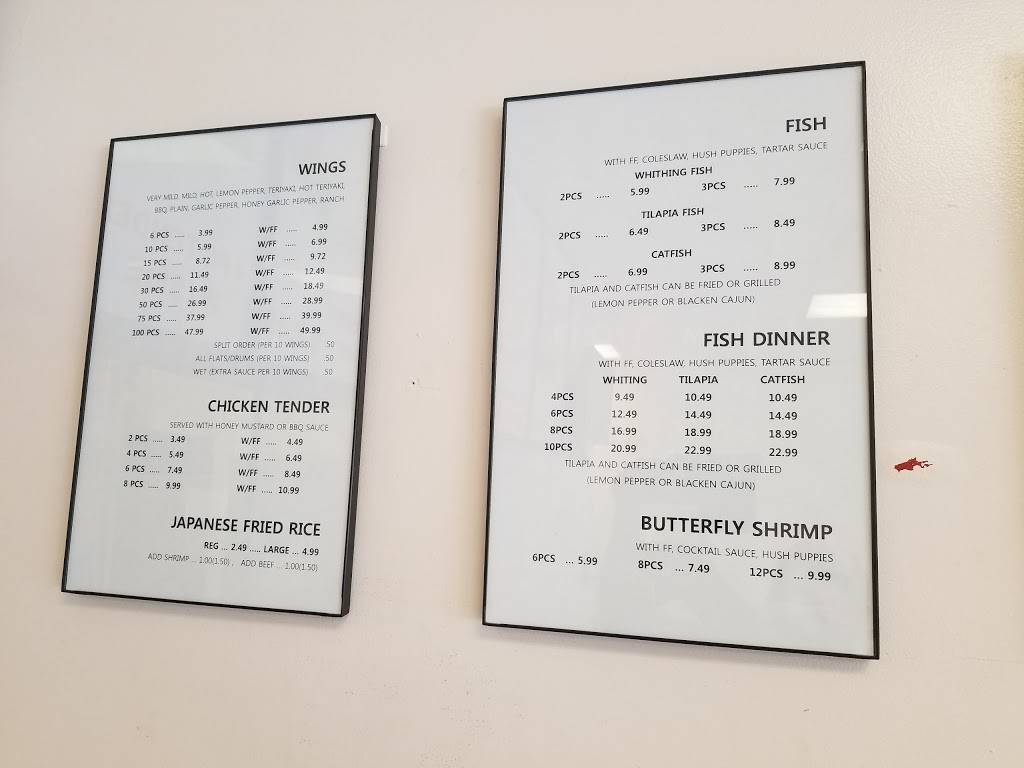 WINGS
VERY MILD, MILD, HOT, LEMON PEPPER, TERIYAKI, HOT TERIYAKI,
BBQ, PLAIN, GARLIC PEPPER, HONEY GARLIC PEPPER, RANCH
6 PCS ..... 3.99 W/FF ..... 4.99
10 PCS ..... 5.99 W/FF ..... 6.99
15 PCS ..... 8.72 W/FF ..... 9.72
20 PCS ..... 11.49 W/FF ..... 12.49
30 PCS ..... 16.49 W/FF ..... 18.49
50 PCS ..... 26.99 W/FF ..... 28.99
75 PCS ..... 37.99 W/FF ..... 39.99
100 PCS ..... 47.99 W/FF ..... 49.99
SPLIT ORDER (PER 10 WINGS) .50
ALL FLATS/DRUMS (PER 10 WINGS) .50
WET (EXTRA SAUCE PER 10 WINGS) .50
CHICKEN TENDER
SERVED WITH HONEY MUSTARD OR BBQ SAUCE
2 PCS ..... 3.49 W/FF ..... 4.49
4 PCS ..... 5.49 W/FF ..... 6.49
6 PCS ..... 7.49 W/FF ..... 8.49
8 PCS ..... 9.99 W/FF ..... 10.99
JAPANESE FRIED RICE
REG ... 2.49 ..... LARGE ... 4.99
ADD SHRIMP ... 1.00(1.50) , ADD BEEF ... 1.00(1.50)
FISH
WITH FF, COLESLAW, HUSH PUPPIES, TARTAR SAUCE
WHITHING FISH
2PCS ..... 5.99 3PCS ..... 7.99
TILAPIA FISH
2PCS ..... 6.49 3PCS ..... 8.49
CATFISH
2PCS ..... 6.99 3PCS ..... 8.99
TILAPIA AND CATFISH CAN BE FRIED OR GRILLED
(LEMON PEPPER OR BLACKEN CAJUN)
FISH DINNER
WITH FF, COLESLAW, HUSH PUPPIES, TARTAR SAUCE
WHITING TILAPIA CATFISH
4PCS 9.49 10.49 10.49
6PCS 12.49 14.49 14.49
8PCS 16.99 18.99 18.99
10PCS 20.99 22.99 22.99
TILAPIA AND CATFISH CAN BE FRIED OR GRILLED
(LEMON PEPPER OR BLACKEN CAJUN)
BUTTERFLY SHRIMP
WITH FF, COCKTAIL SAUCE, HUSH PUPPIES
6PCS ... 5.99 8PCS ... 7.49 12PCS ... 9.99